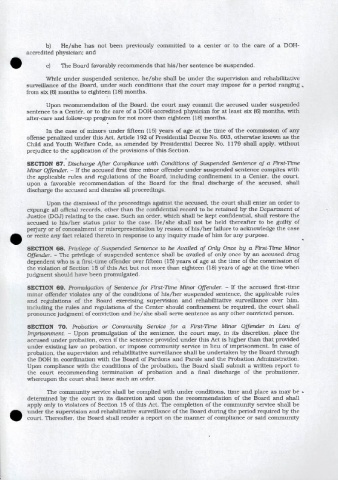 b) He/she has not been previously committed to a center or to the care of a DOH-
accredited physician; and
c) The Board favorably recommends that his/her sentence be suspended.
While under suspended sentence, he/she shall be under the supervision and rehabilitative
surveillance of the Board, under such conditions that the court may impose for a period ranging
from six (6) months to eighteen (18) months.
Upon recommendation of the Board, the court may commit the accused under suspended
sentence to a Center, or to the care of a DOH-accredited physician for at least six (6) months, with
after-care and follow-up program for not more than eighteen (18) months.
In the case of minors under fifteen (15) years of age at the time of the commission of any
offense penalized under this Act, Article 192 of Presidential Decree No. 603, otherwise known as the
Child and Youth Welfare Code, as amended by Presidential Decree No. 1179 shall apply, without
prejudice to the application of the provisions of this Section.
SECTION 67. Discharge After Compliance with Conditions of Suspended Sentence of a First-Time
Minor Offender. – If the accused first time minor offender under suspended sentence complies with
the applicable rules and regulations of the Board, including confinement in a Center, the court,
upon a favorable recommendation of the Board for the final discharge of the accused, shall
discharge the accused and dismiss all proceedings.
Upon the dismissal of the proceedings against the accused, the court shall enter an order to
expunge all official records, other than the confidential record to be retained by the Department of
Justice (DOJ) relating to the case. Such an order, which shall be kept confidential, shall restore the
accused to his/her status prior to the case. He/she shall not be held thereafter to be guilty of
perjury or of concealment or misrepresentation by reason of his/her failure to acknowledge the case
or recite any fact related thereto in response to any inquiry made of him for any purpose.
SECTION 68. Privilege of Suspended Sentence to be Availed of Only Once by a First-Time Minor
Offender. – The privilege of suspended sentence shall be availed of only once by an accused drug
dependent who is a first-time offender over fifteen (15) years of age at the time of the commission of
the violation of Section 15 of this Act but not more than eighteen (18) years of age at the time when
judgment should have been promulgated.
SECTION 69. Promulgation of Sentence for First-Time Minor Offender. – If the accused first-time
minor offender violates any of the conditions of his/her suspended sentence, the applicable rules
and regulations of the Board exercising supervision and rehabilitative surveillance over him,
including the rules and regulations of the Center should confinement be required, the court shall
pronounce judgment of conviction and he/she shall serve sentence as any other convicted person.
SECTION 70. Probation or Community Service for a First-Time Minor Offender in Lieu of
Imprisonment. – Upon promulgation of the sentence, the court may, in its discretion, place the
accused under probation, even if the sentence provided under this Act is higher than that provided
under existing law on probation, or impose community service in lieu of imprisonment. In case of
probation, the supervision and rehabilitative surveillance shall be undertaken by the Board through
the DOH in coordination with the Board of Pardons and Parole and the Probation Administration.
Upon compliance with the conditions of the probation, the Board shall submit a written report to
the court recommending termination of probation and a final discharge of the probationer,
whereupon the court shall issue such an order.
The community service shall be complied with under conditions, time and place as may be
determined by the court in its discretion and upon the recommendation of the Board and shall
apply only to violators of Section 15 of this Act. The completion of the community service shall be
under the supervision and rehabilitative surveillance of the Board during the period required by the
court. Thereafter, the Board shall render a report on the manner of compliance of said community